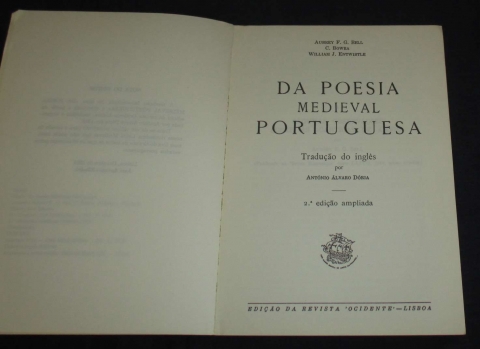 Aubrey F. G. Bell
C. Bowra
William J. Entwistle
DA POESIA
MEDIEVAL
PORTUGUESA
Tradução do inglês
por
António Álvaro Dória
2.ª edição ampliada
EDIÇÃO DA REVISTA 'OCIDENTE'—LISBOA